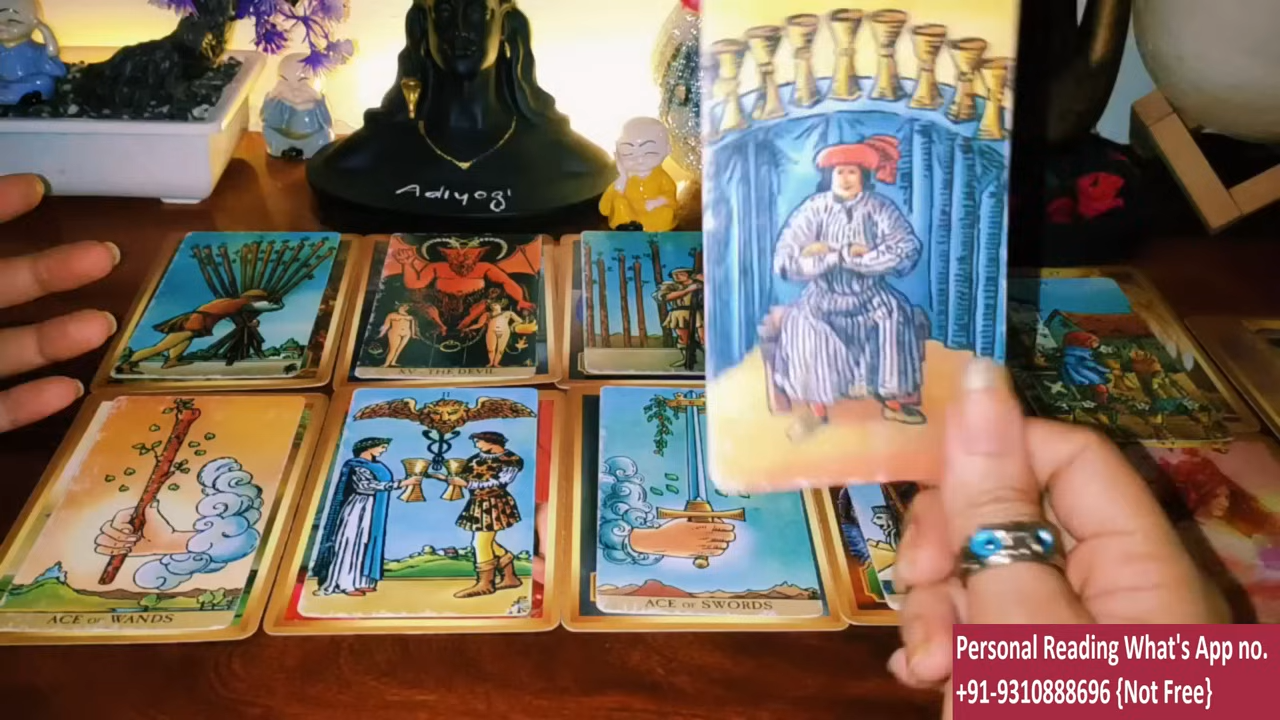 Adiyogi
XV · THE DEVIL
ACE OF WANDS
ACE OF SWORDS
Personal Reading What's App no.
+91-9310888696 {Not Free}